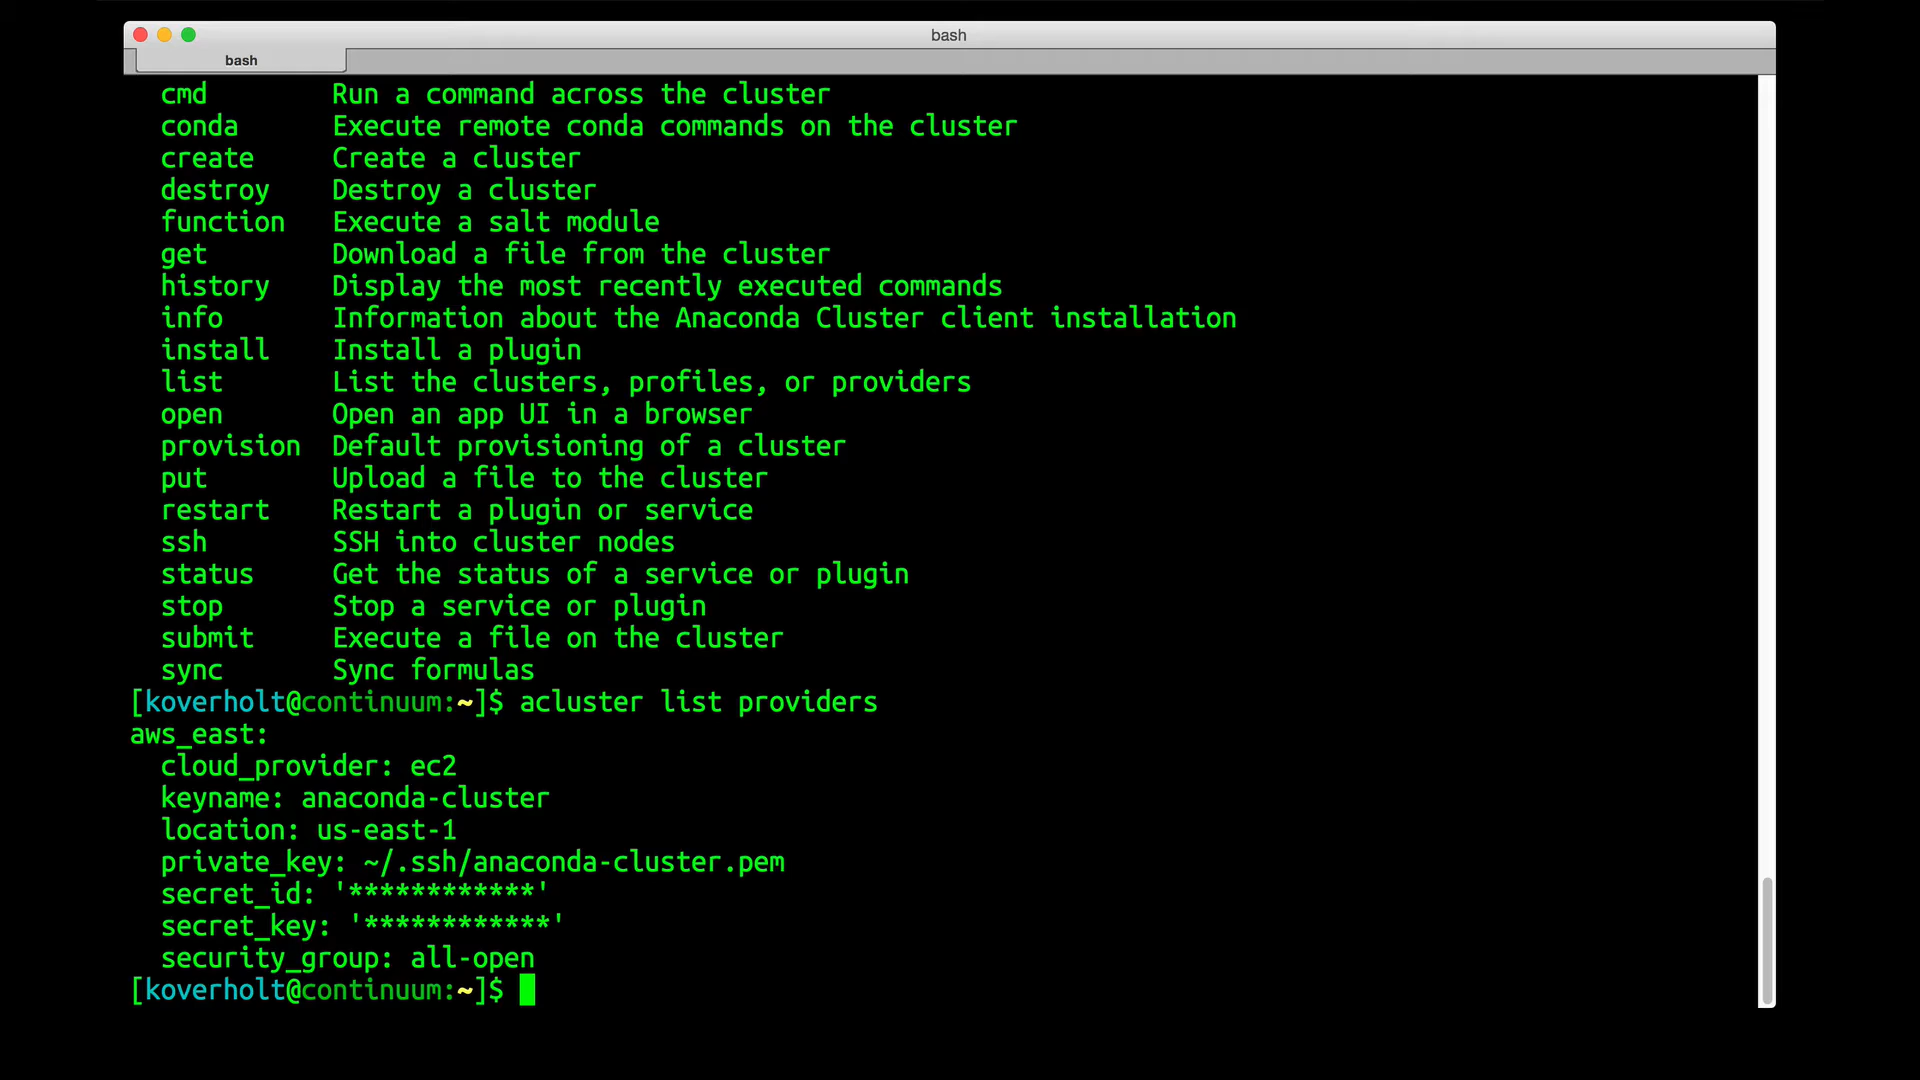 bash
bash
cmd Run a command across the cluster
conda Execute remote conda commands on the cluster
create Create a cluster
destroy Destroy a cluster
function Execute a salt module
get Download a file from the cluster
history Display the most recently executed commands
info Information about the Anaconda Cluster client installation
install Install a plugin
list List the clusters, profiles, or providers
open Open an app UI in a browser
provision Default provisioning of a cluster
put Upload a file to the cluster
restart Restart a plugin or service
ssh SSH into cluster nodes
status Get the status of a service or plugin
stop Stop a service or plugin
submit Execute a file on the cluster
sync Sync formulas
[koverholt@continuum:~]$ acluster list providers
aws_east:
  cloud_provider: ec2
  keyname: anaconda-cluster
  location: us-east-1
  private_key: ~/.ssh/anaconda-cluster.pem
  secret_id: '************'
  secret_key: '************'
  security_group: all-open
[koverholt@continuum:~]$